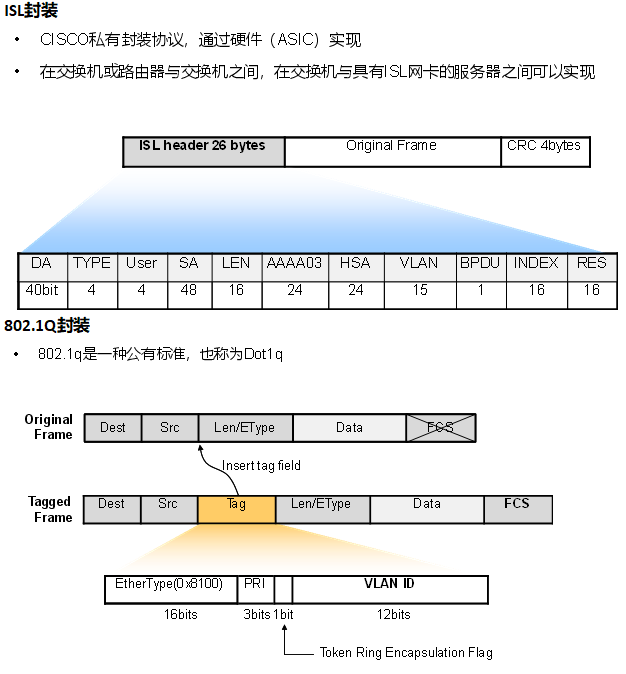 ISL封装
• CISCO私有封装协议，通过硬件（ASIC）实现
• 在交换机或路由器与交换机之间，在交换机与具有ISL网卡的服务器之间可以实现
ISL header 26 bytes Original Frame CRC 4bytes
DA TYPE User SA LEN AAAA03 HSA VLAN BPDU INDEX RES
40bit 4 4 48 16 24 24 15 1 16 16
802.1Q封装
• 802.1q是一种公有标准，也称为Dot1q
Original
Frame
Dest Src Len/EType Data FCS
Insert tag field
Tagged
Frame
Dest Src Tag Len/EType Data FCS
EtherType(0x8100) PRI VLAN ID
16bits 3bits 1bit 12bits
Token Ring Encapsulation Flag